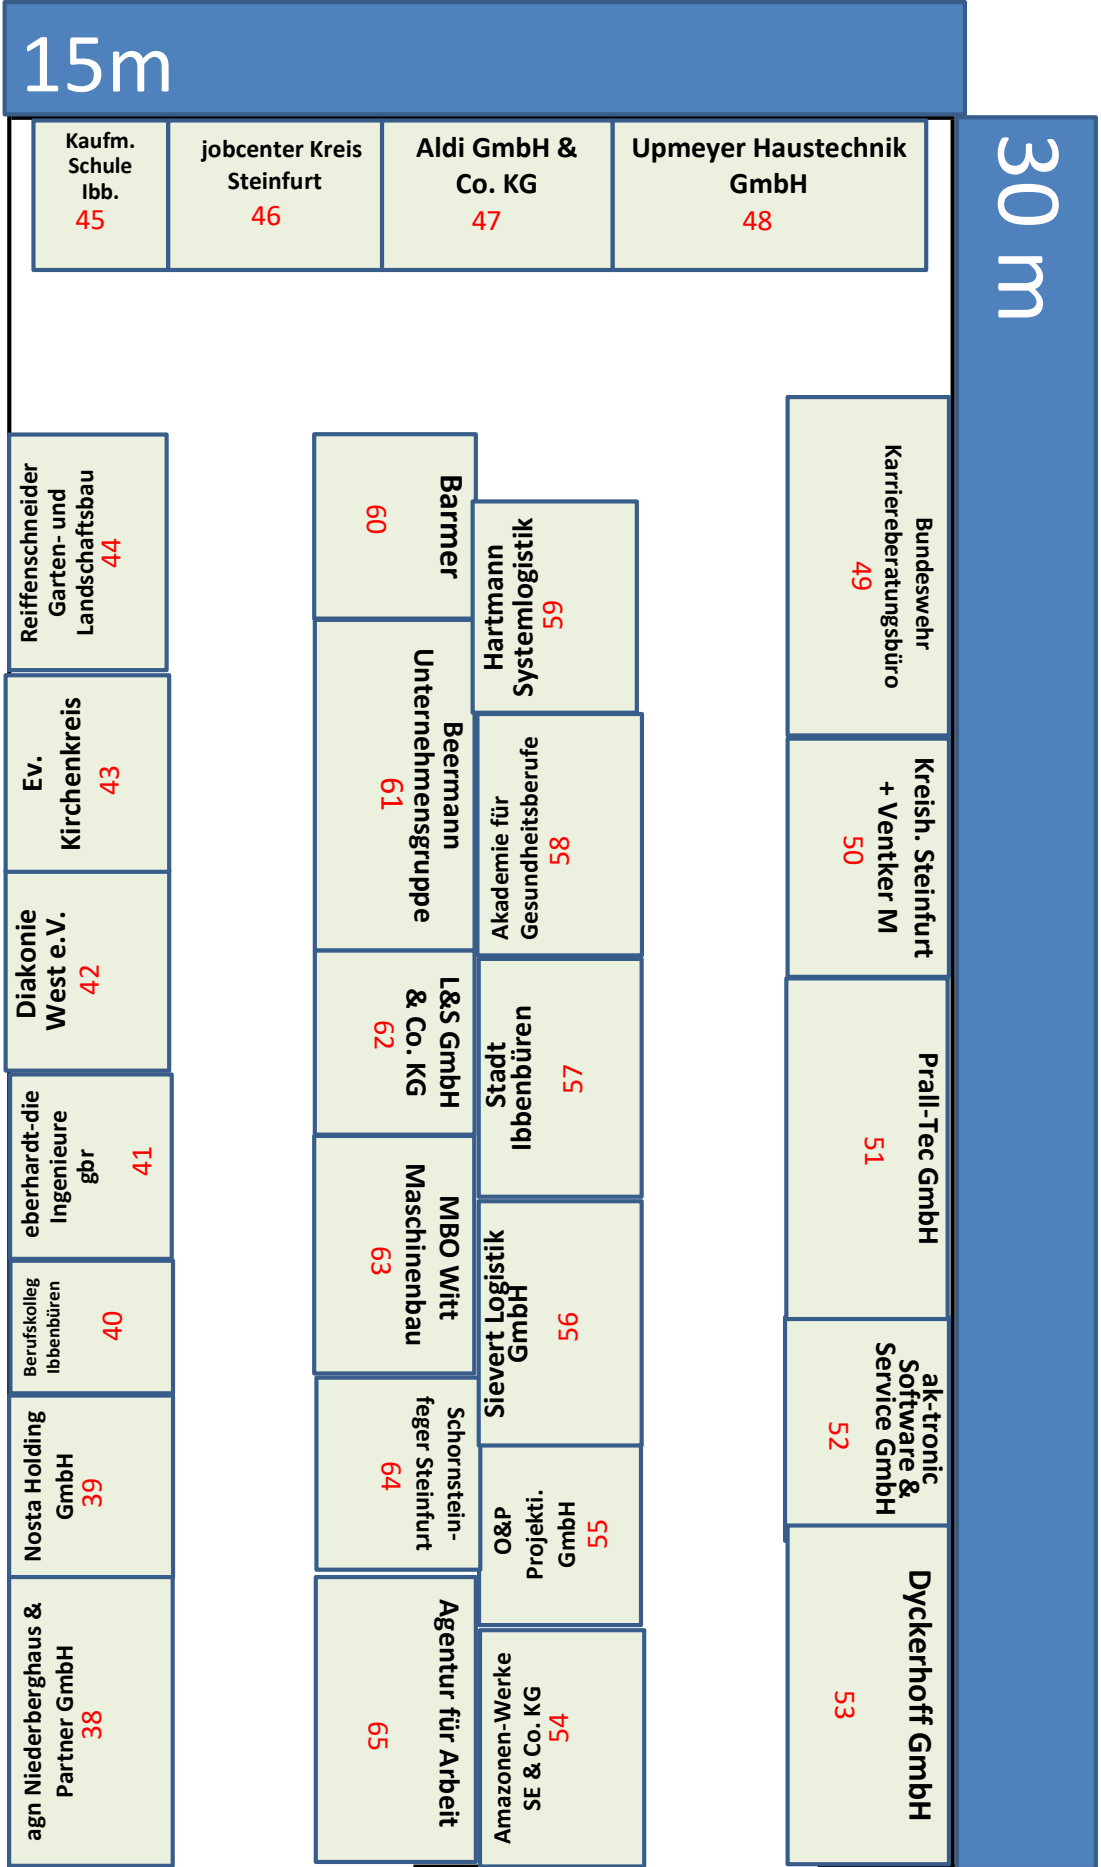 15m
30 m
Kaufm.
Schule
Ibb.
45
jobcenter Kreis
Steinfurt
46
Aldi GmbH &
Co. KG
47
Upmeyer Haustechnik
GmbH
48
Reiffenschneider
Garten- und
Landschaftsbau
44
Ev.
Kirchenkreis
43
Diakonie
West e.V.
42
eberhardt-die
Ingenieure
gbr
41
Berufskolleg
Ibbenbüren
40
Nosta Holding
GmbH
39
agn Niederberghaus &
Partner GmbH
38
Barmer
60
Beermann
Unternehmensgruppe
61
L&S GmbH
& Co. KG
62
MBO Witt
Maschinenbau
63
Schornstein-
feger Steinfurt
64
Agentur für Arbeit
65
Hartmann
Systemlogistik
59
Akademie für
Gesundheitsberufe
58
Stadt
Ibbenbüren
57
Sievert Logistik
GmbH
56
O&P
Projekti.
GmbH
55
Amazonen-Werke
SE & Co. KG
54
Bundeswehr
Karriereberatungsbüro
49
Kreish. Steinfurt
+ Ventker M
50
Prall-Tec GmbH
51
ak-tronic
Software &
Service GmbH
52
Dyckerhoff GmbH
53